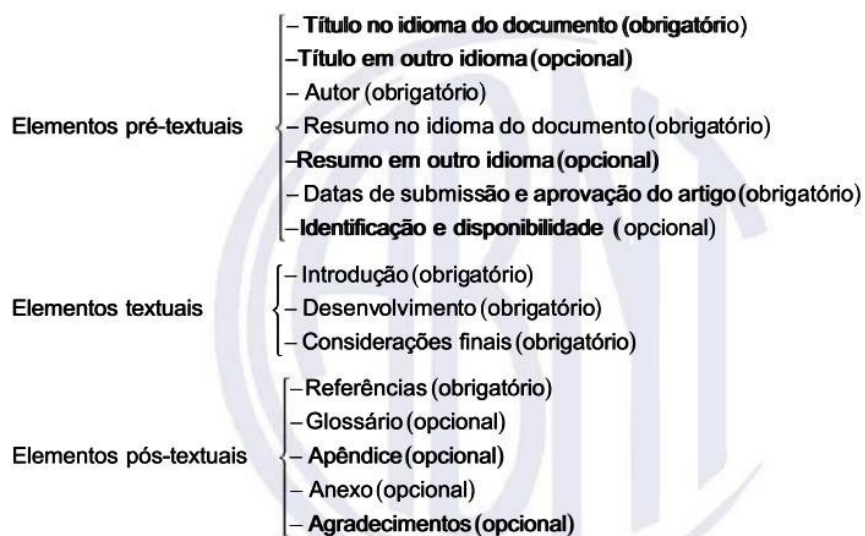 – Título no idioma do documento (obrigatório)
– Título em outro idioma (opcional)
– Autor (obrigatório)
Elementos pré-textuais – Resumo no idioma do documento (obrigatório)
– Resumo em outro idioma (opcional)
– Datas de submissão e aprovação do artigo (obrigatório)
– Identificação e disponibilidade (opcional)
– Introdução (obrigatório)
Elementos textuais – Desenvolvimento (obrigatório)
– Considerações finais (obrigatório)
– Referências (obrigatório)
– Glossário (opcional)
Elementos pós-textuais – Apêndice (opcional)
– Anexo (opcional)
– Agradecimentos (opcional)
ABNT